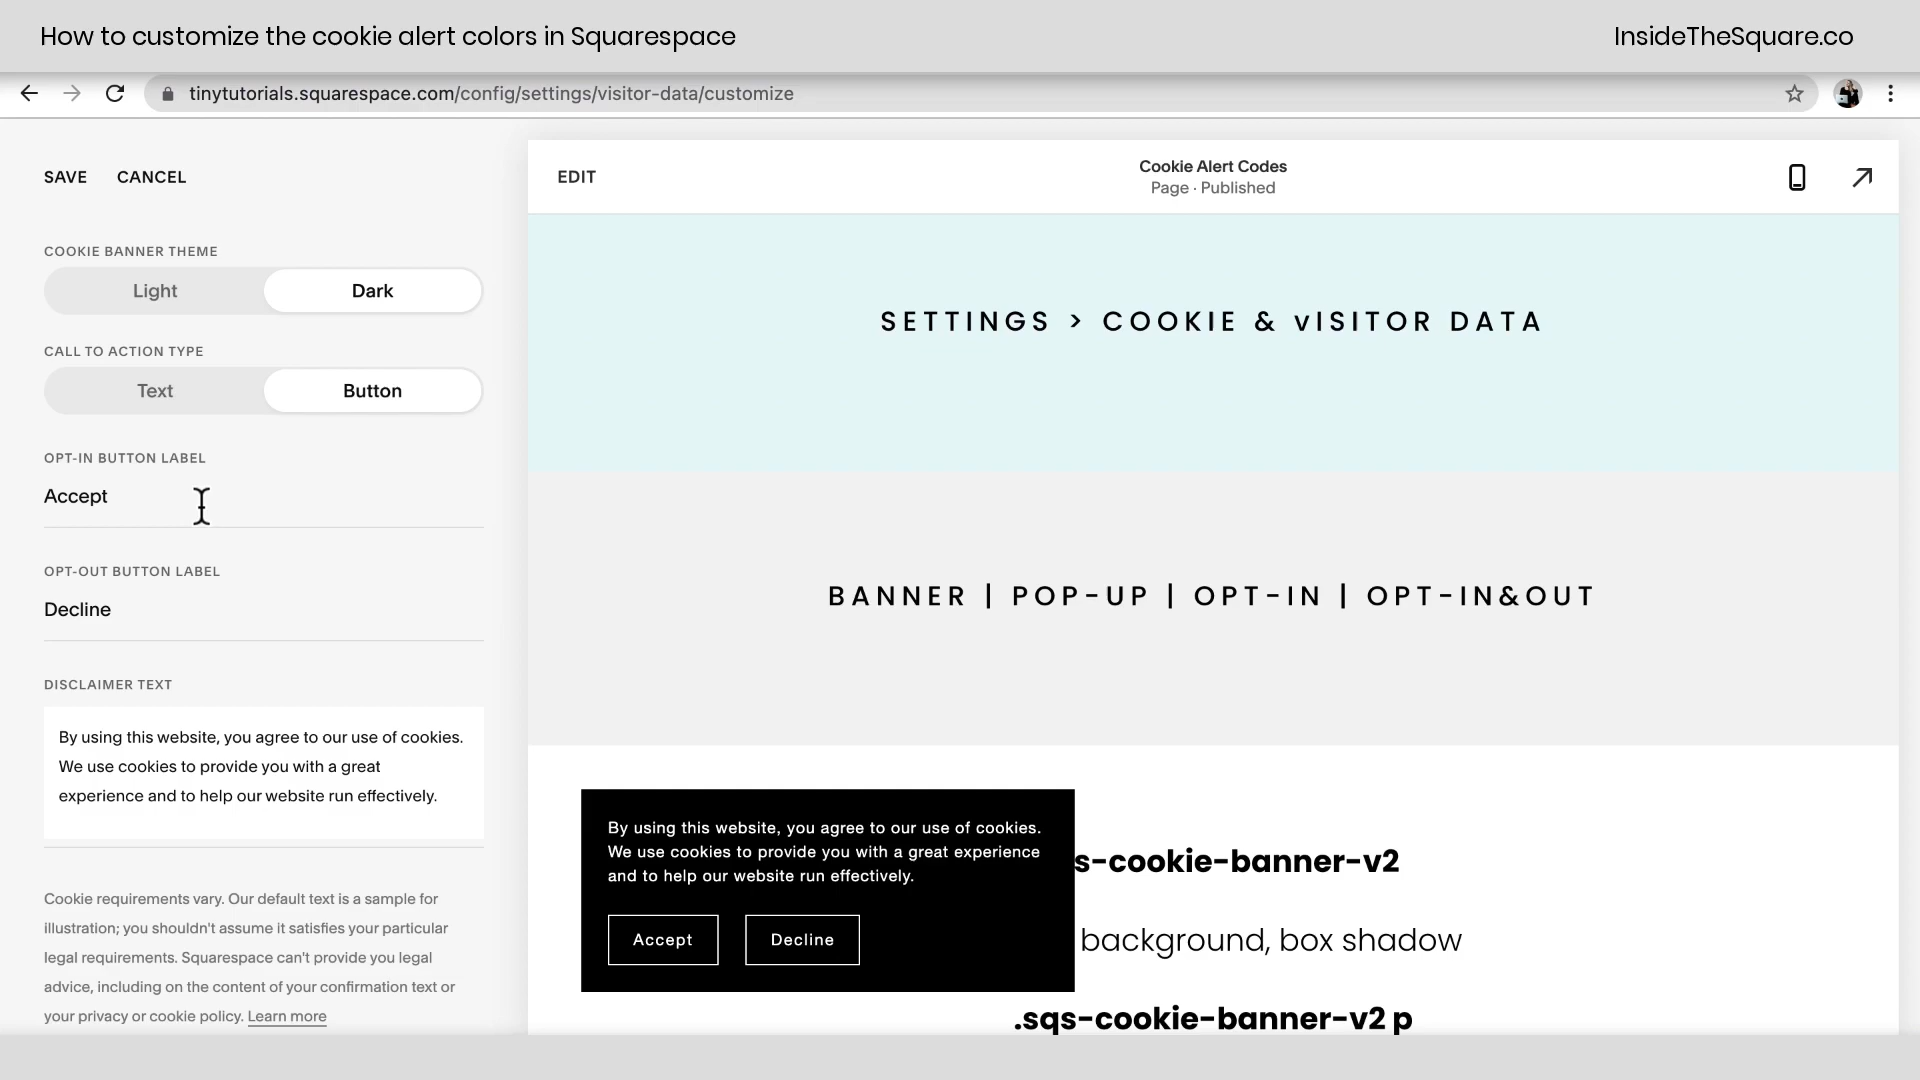 How to customize the cookie alert colors in Squarespace
InsideTheSquare.co
tinytutorials.squarespace.com/config/settings/visitor-data/customize
SAVE CANCEL
COOKIE BANNER THEME
Light Dark
CALL TO ACTION TYPE
Text Button
OPT-IN BUTTON LABEL
Accept
OPT-OUT BUTTON LABEL
Decline
DISCLAIMER TEXT
By using this website, you agree to our use of cookies.
We use cookies to provide you with a great
experience and to help our website run effectively.
Cookie requirements vary. Our default text is a sample for
illustration; you shouldn't assume it satisfies your particular
legal requirements. Squarespace can't provide you legal
advice, including on the content of your confirmation text or
your privacy or cookie policy. Learn more
EDIT
Cookie Alert Codes
Page · Published
SETTINGS > COOKIE & vISITOR DATA
BANNER | POP-UP | OPT-IN | OPT-IN&OUT
By using this website, you agree to our use of cookies.
We use cookies to provide you with a great experience
and to help our website run effectively.
Accept Decline
s-cookie-banner-v2
background, box shadow
.sqs-cookie-banner-v2 p